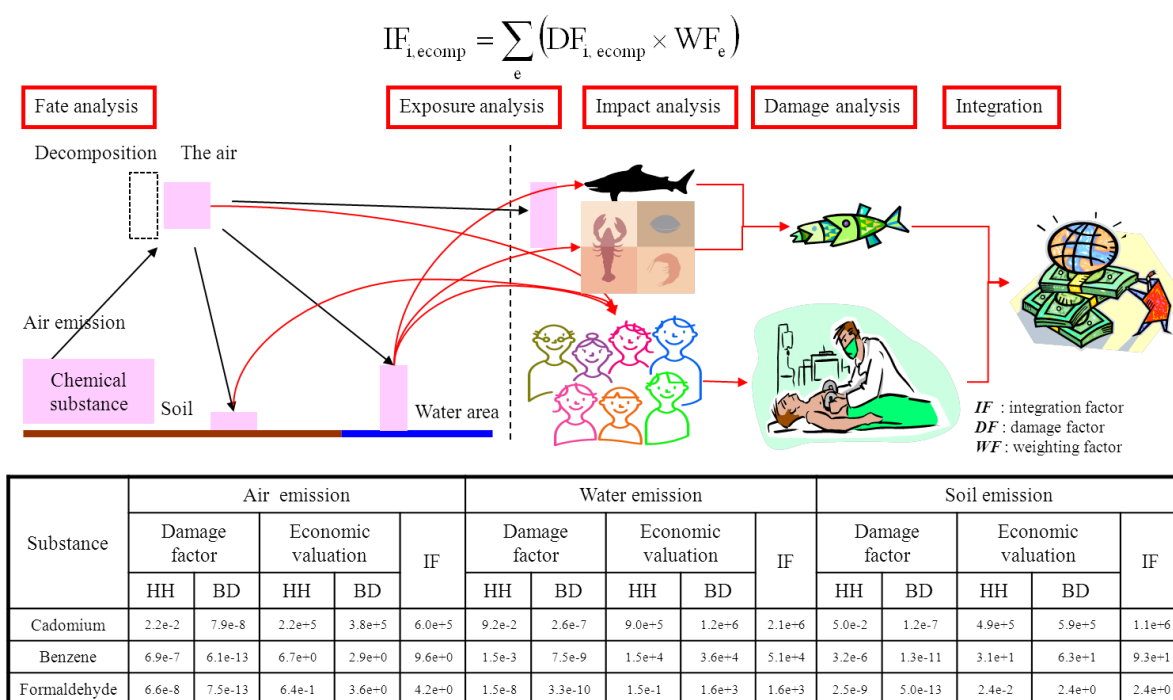 IF i,ecomp = ∑ e (DF i, ecomp × WF e)
Fate analysis
Exposure analysis
Impact analysis
Damage analysis
Integration
Decomposition
The air
Air emission
Chemical
substance
Soil
Water area
IF : integration factor
DF : damage factor
WF : weighting factor
Substance Air emission Water emission Soil emission
Damage factor Economic valuation IF Damage factor Economic valuation IF Damage factor Economic valuation IF
HH BD HH BD HH BD HH BD HH BD HH BD
Cadomium 2.2e-2 7.9e-8 2.2e+5 3.8e+5 6.0e+5 9.2e-2 2.6e-7 9.0e+5 1.2e+6 2.1e+6 5.0e-2 1.2e-7 4.9e+5 5.9e+5 1.1e+6
Benzene 6.9e-7 6.1e-13 6.7e+0 2.9e+0 9.6e+0 1.5e-3 7.5e-9 1.5e+4 3.6e+4 5.1e+4 3.2e-6 1.3e-11 3.1e+1 6.3e+1 9.3e+1
Formaldehyde 6.6e-8 7.5e-13 6.4e-1 3.6e+0 4.2e+0 1.5e-8 3.3e-10 1.5e-1 1.6e+3 1.6e+3 2.5e-9 5.0e-13 2.4e-2 2.4e+0 2.4e+0